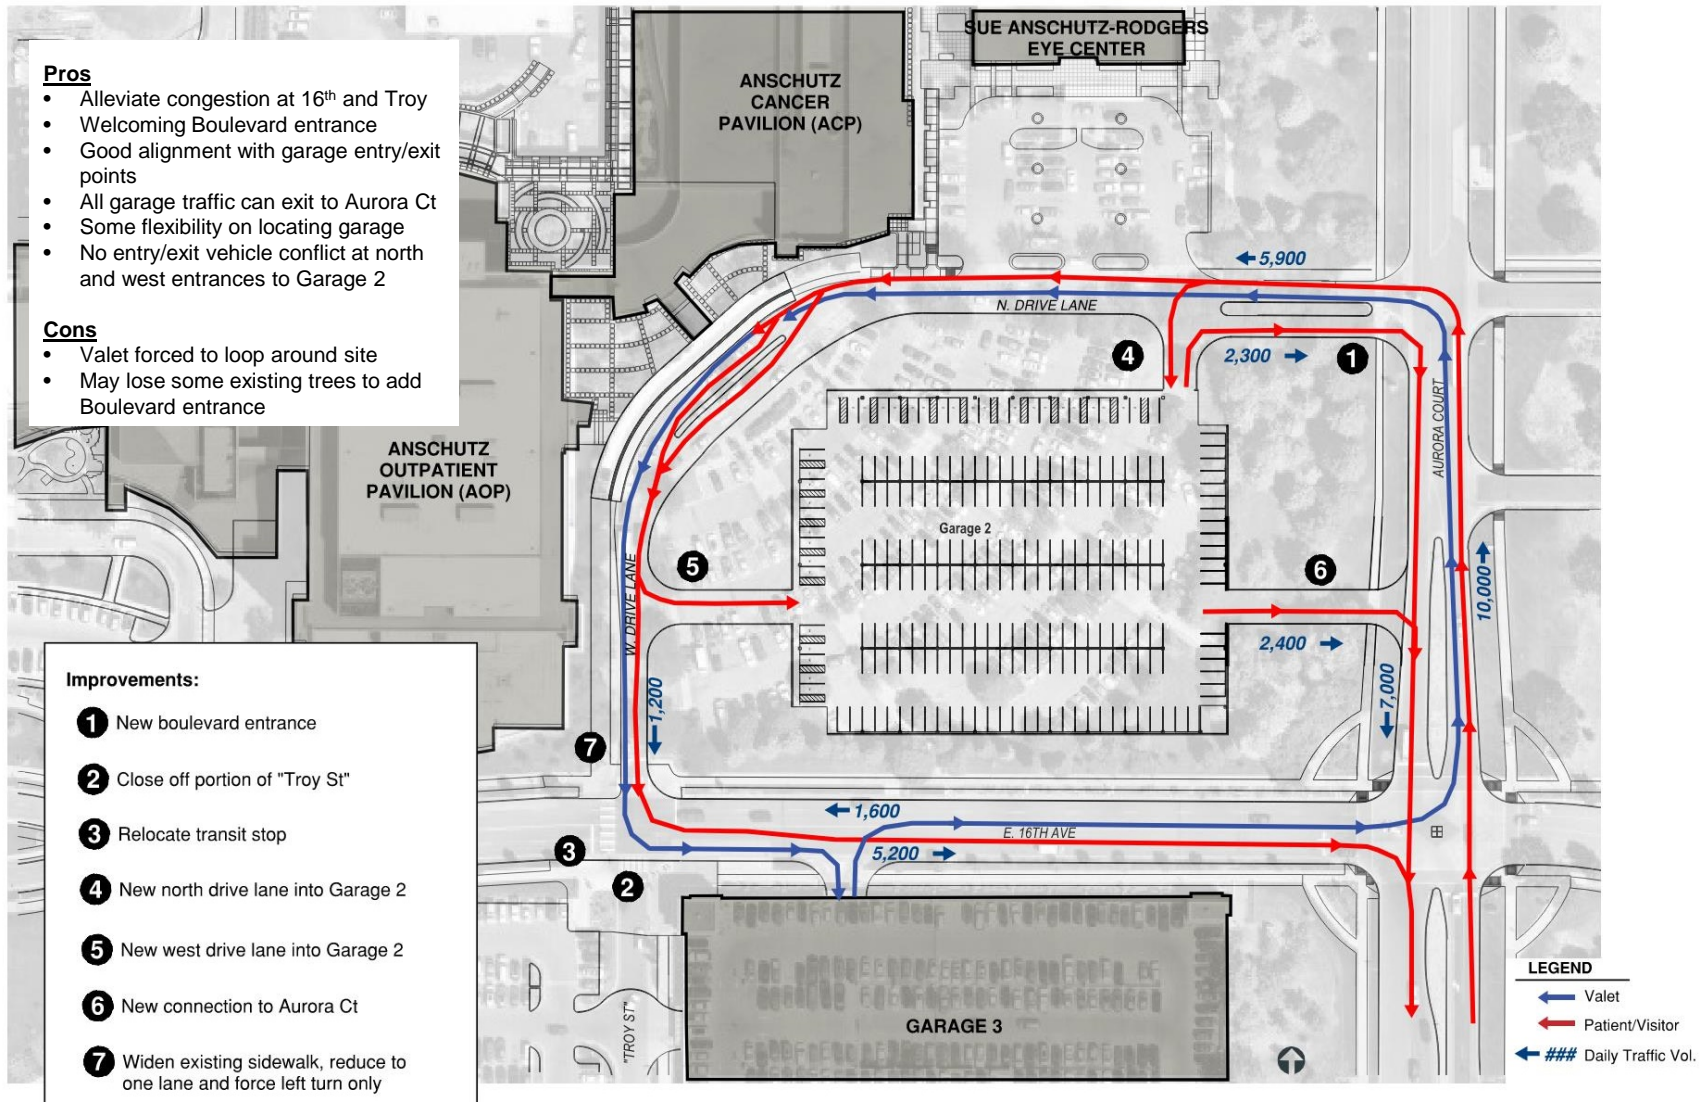 Pros
• Alleviate congestion at 16th and Troy
• Welcoming Boulevard entrance
• Good alignment with garage entry/exit
points
• All garage traffic can exit to Aurora Ct
• Some flexibility on locating garage
• No entry/exit vehicle conflict at north
and west entrances to Garage 2
Cons
• Valet forced to loop around site
• May lose some existing trees to add
Boulevard entrance
ANSCHUTZ
CANCER
PAVILION (ACP)
SUE ANSCHUTZ-RODGERS
EYE CENTER
5,900
N. DRIVE LANE
4
2,300
1
AURORA COURT
ANSCHUTZ
OUTPATIENT
PAVILION (AOP)
Garage 2
5
6
W. DRIVE LANE
10,000
2,400
1,200
7,000
7
1,600
E. 16TH AVE
5,200
3
2
"TROY ST"
GARAGE 3
Improvements:
1 New boulevard entrance
2 Close off portion of "Troy St"
3 Relocate transit stop
4 New north drive lane into Garage 2
5 New west drive lane into Garage 2
6 New connection to Aurora Ct
7 Widen existing sidewalk, reduce to
one lane and force left turn only
LEGEND
Valet
Patient/Visitor
### Daily Traffic Vol.